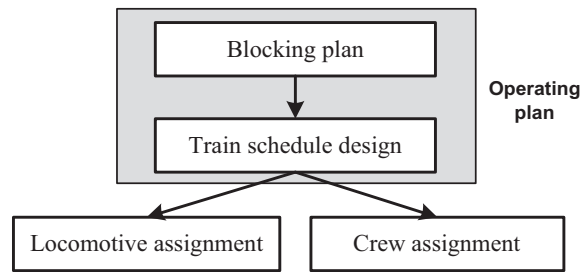 Blocking plan
Operating
plan
Train schedule design
Locomotive assignment
Crew assignment